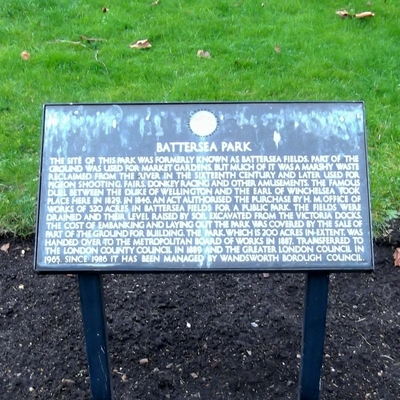 BATTERSEA PARK
THE SITE OF THIS PARK WAS FORMERLY KNOWN AS BATTERSEA FIELDS. PART OF THE
GROUND WAS USED FOR MARKET GARDENS, BUT MUCH OF IT WAS A MARSHY WASTE
RECLAIMED FROM THE RIVER IN THE SIXTEENTH CENTURY AND LATER USED FOR
PIGEON SHOOTING, FAIRS, DONKEY RACING AND OTHER AMUSEMENTS. THE FAMOUS
DUEL BETWEEN THE DUKE OF WELLINGTON AND THE EARL OF WINCHELSEA TOOK
PLACE HERE IN 1829. IN 1846, AN ACT AUTHORISED THE PURCHASE BY H.M. OFFICE OF
WORKS OF 320 ACRES IN BATTERSEA FIELDS FOR A PUBLIC PARK. THE FIELDS WERE
DRAINED AND THEIR LEVEL RAISED BY SOIL EXCAVATED FROM THE VICTORIA DOCKS.
THE COST OF EMBANKING AND LAYING OUT THE PARK WAS COVERED BY THE SALE OF
PART OF THE GROUND FOR BUILDING. THE PARK WHICH IS 200 ACRES IN EXTENT, WAS
HANDED OVER TO THE METROPOLITAN BOARD OF WORKS IN 1887, TRANSFERRED TO
THE LONDON COUNTY COUNCIL IN 1889 AND THE GREATER LONDON COUNCIL IN
1965. SINCE 1986 IT HAS BEEN MANAGED BY WANDSWORTH BOROUGH COUNCIL.